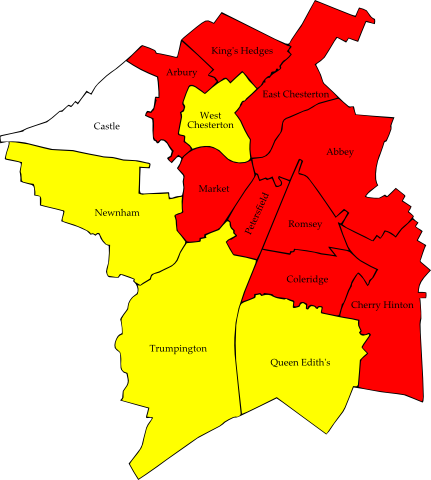 King's Hedges
Arbury
East Chesterton
West
Chesterton
Castle
Abbey
Market
Petersfield
Newnham
Romsey
Coleridge
Cherry Hinton
Trumpington
Queen Edith's